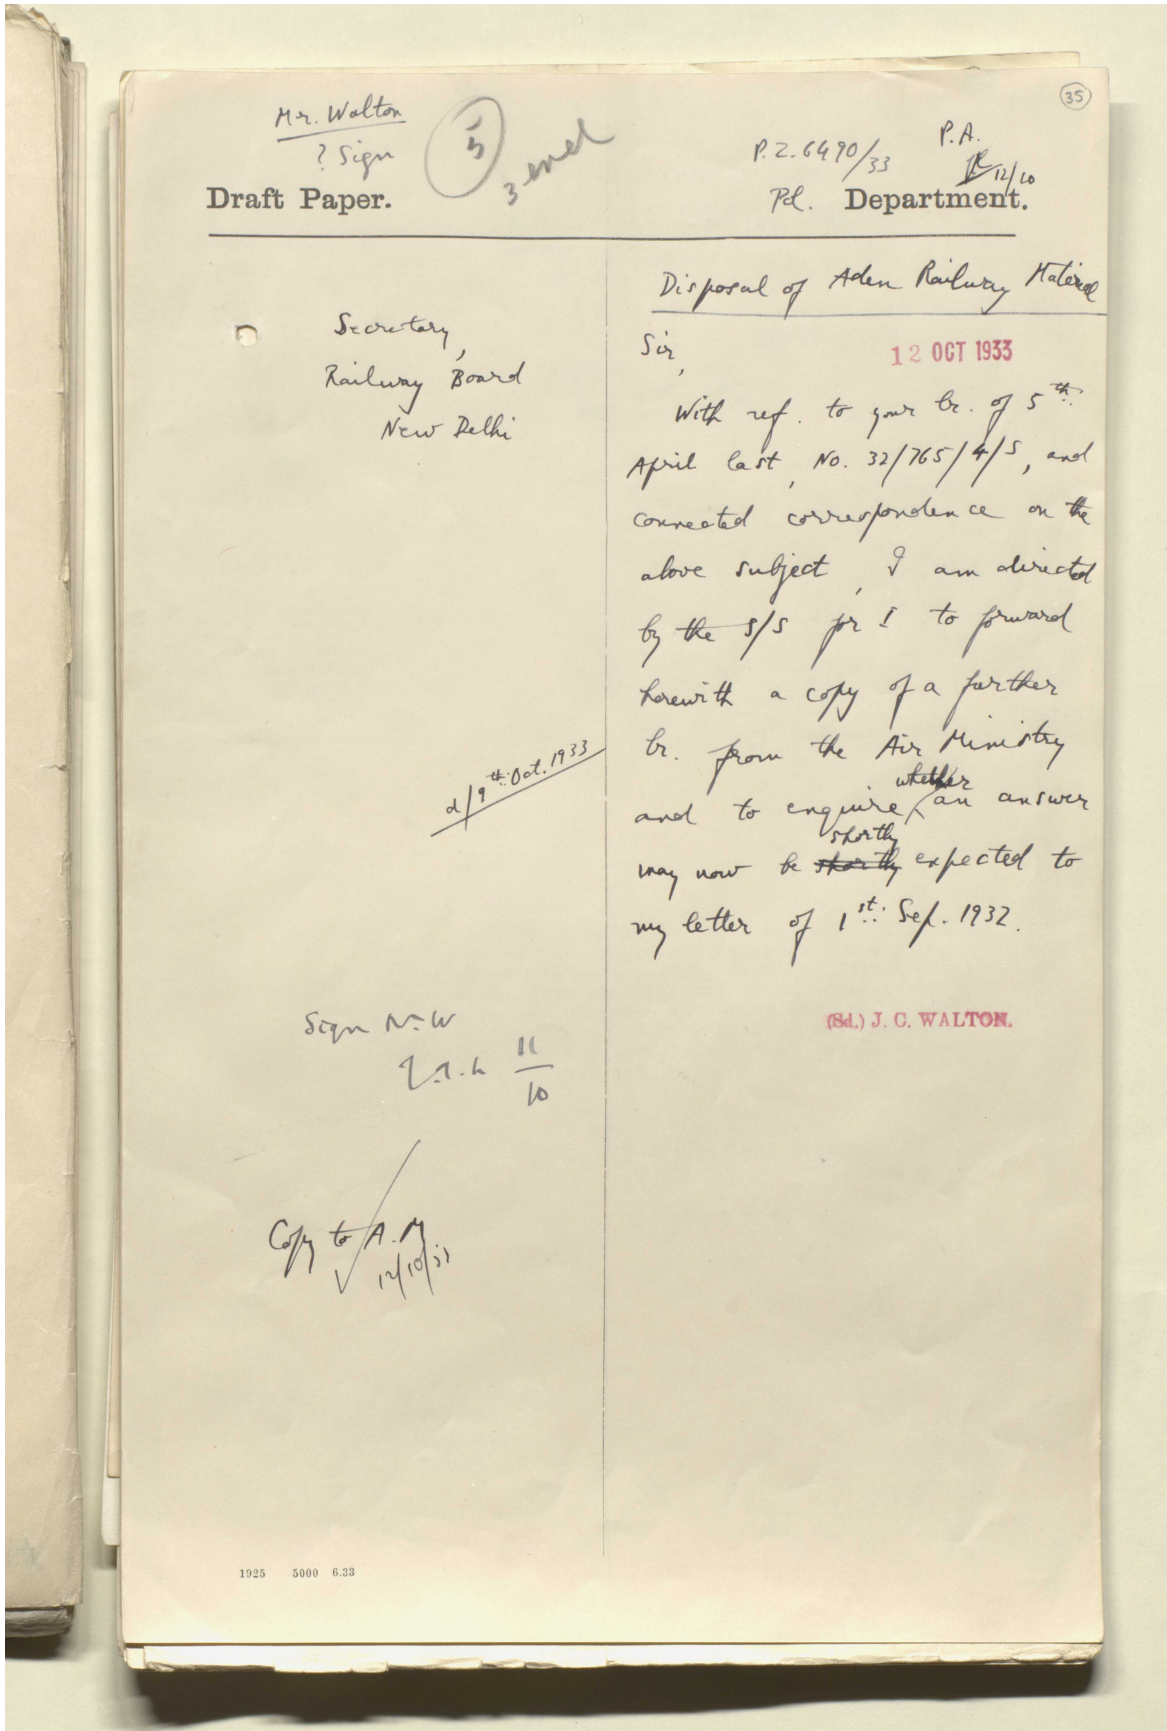 35
Mr. Walton
? Sign
5
3 encl
P.Z. 6490/33
P.A.
12/10
Draft Paper.
Pol. Department.
Secretary,
Railway Board
New Delhi
Disposal of Aden Railway Material
Sir,
12 OCT 1933
With ref. to your lr. of 5th
April last, No. 32/765/4/S, and
connected correspondence on the
above subject, I am directed
by the S/S for I to forward
herewith a copy of a further
lr. from the Air Ministry
d/9th Oct. 1933
and to enquire whether an answer
may now be shortly shortly expected to
my letter of 1st Sep. 1932.
(Sd.) J. C. WALTON.
Sign
11/10
Copy to A.M
12/10/33
1925 5000 6.33